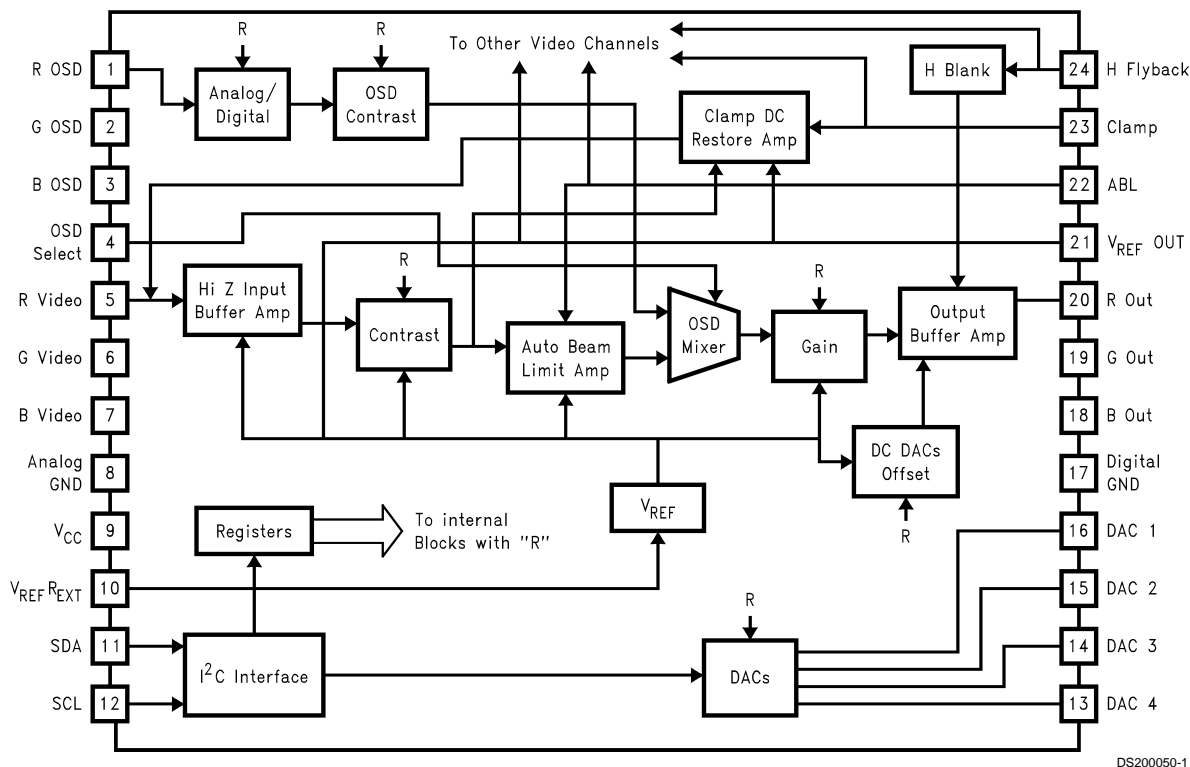 R OSD
1
G OSD
2
B OSD
3
OSD
Select
4
R Video
5
G Video
6
B Video
7
Analog
GND
8
VCC
9
VREF REXT
10
SDA
11
SCL
12
R
Analog/
Digital
R
OSD
Contrast
To Other Video Channels
H Blank
Clamp DC
Restore Amp
Hi Z Input
Buffer Amp
R
Contrast
Auto Beam
Limit Amp
OSD
Mixer
R
Gain
Output
Buffer Amp
DC DACs
Offset
R
VREF
Registers
To internal
Blocks with "R"
I2C Interface
R
DACs
24
H Flyback
23
Clamp
22
ABL
21
VREF OUT
20
R Out
19
G Out
18
B Out
17
Digital
GND
16
DAC 1
15
DAC 2
14
DAC 3
13
DAC 4
DS200050-1